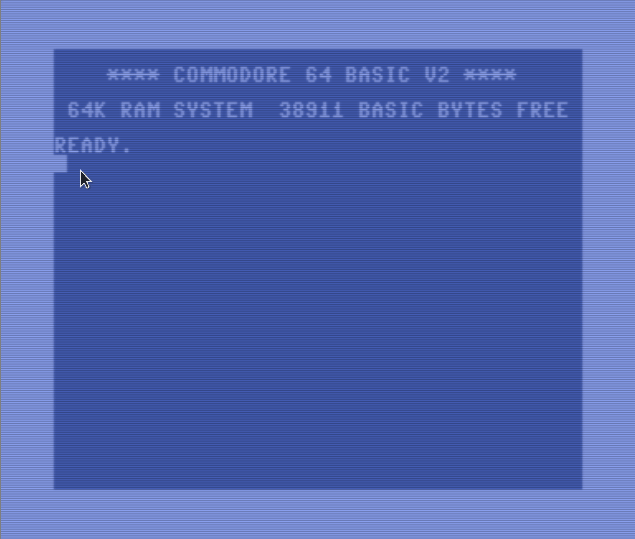 **** COMMODORE 64 BASIC V2 ****
64K RAM SYSTEM  38911 BASIC BYTES FREE
READY.